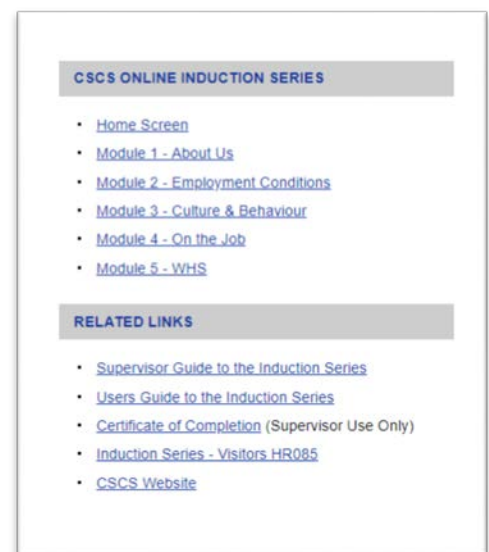 CSCS ONLINE INDUCTION SERIES
• Home Screen
• Module 1 - About Us
• Module 2 - Employment Conditions
• Module 3 - Culture & Behaviour
• Module 4 - On the Job
• Module 5 - WHS
RELATED LINKS
• Supervisor Guide to the Induction Series
• Users Guide to the Induction Series
• Certificate of Completion (Supervisor Use Only)
• Induction Series - Visitors HR085
• CSCS Website